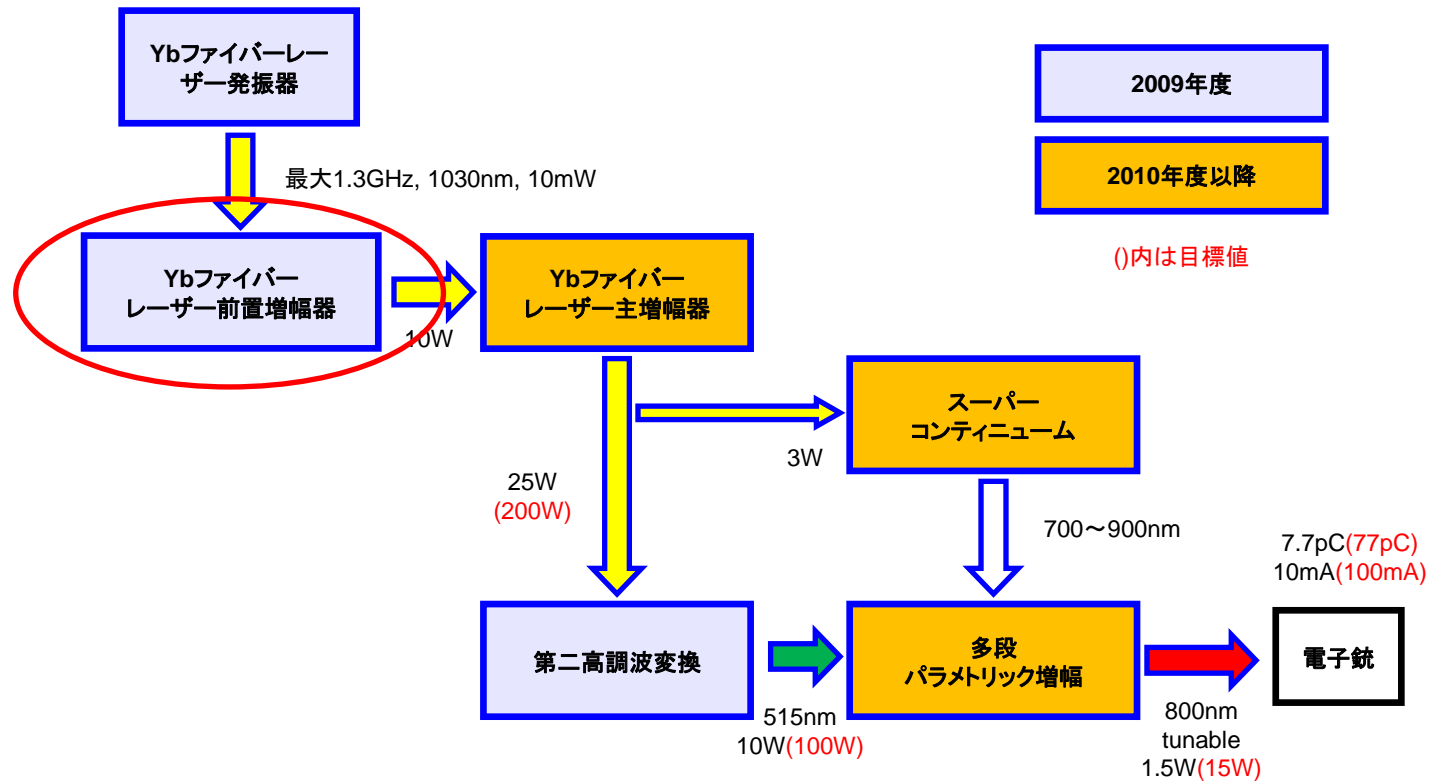 Ybファイバーレー
ザー発振器
2009年度
最大1.3GHz, 1030nm, 10mW
2010年度以降
()内は目標値
Ybファイバー
レーザー前置増幅器
10W
Ybファイバー
レーザー主増幅器
スーパー
コンティニューム
3W
25W
(200W)
700～900nm
7.7pC(77pC)
10mA(100mA)
第二高調波変換
515nm
10W(100W)
多段
パラメトリック増幅
800nm
tunable
1.5W(15W)
電子銃